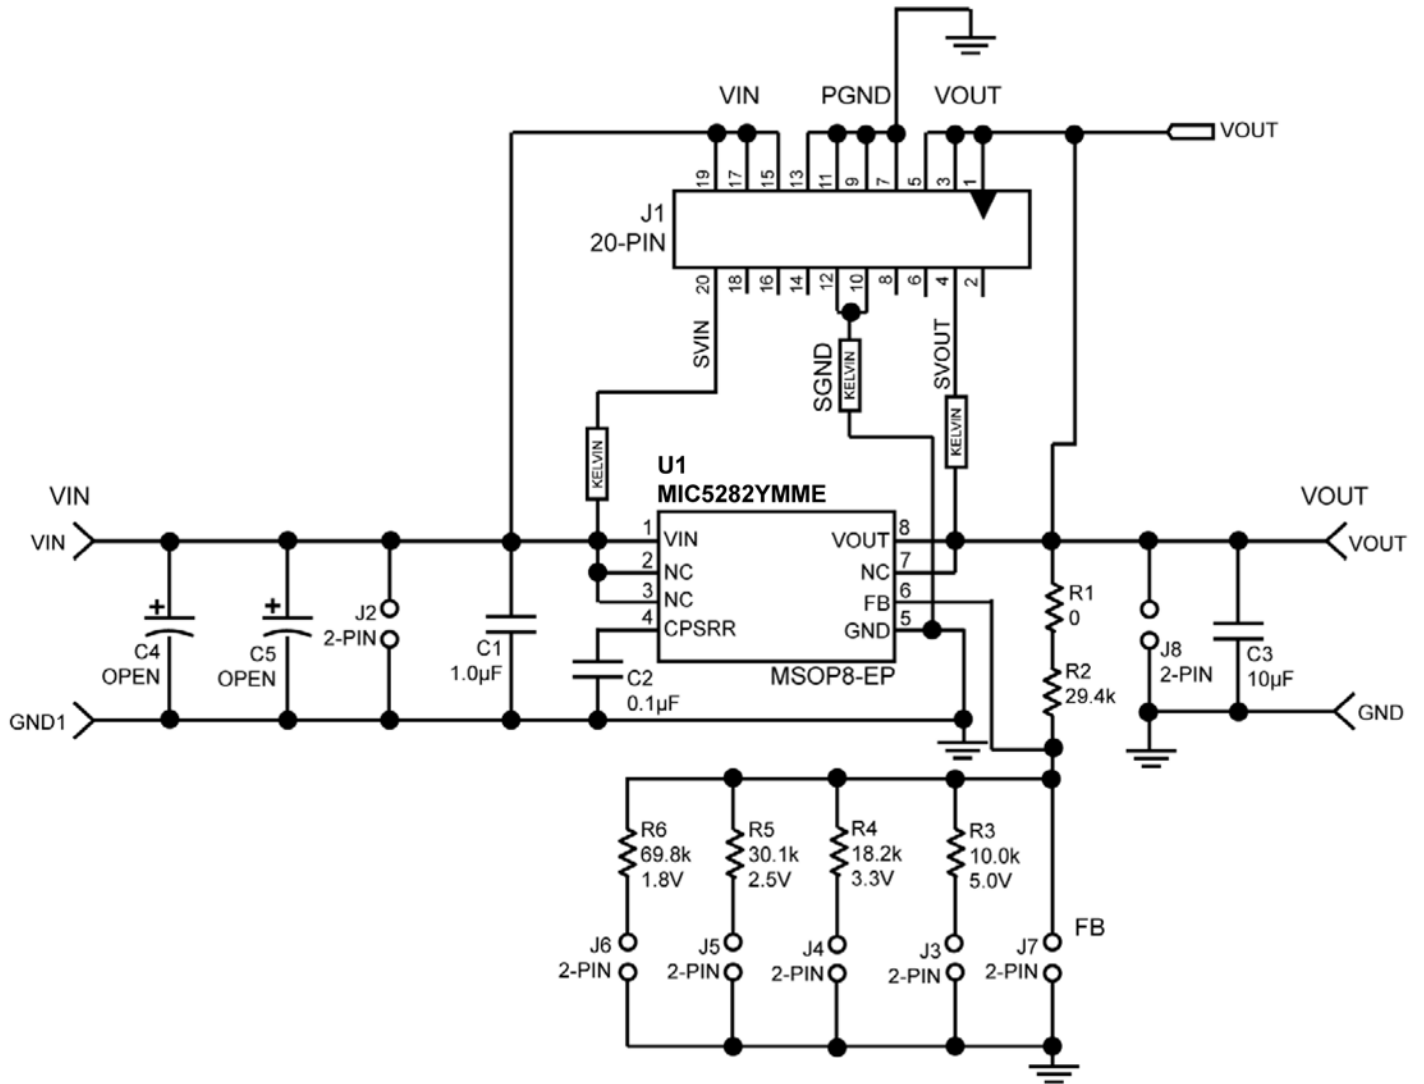 VIN
PGND
VOUT
VOUT
19
17
15
13
11
9
7
5
3
1
J1
20-PIN
20
18
16
14
12
10
8
6
4
2
SVIN
SGND
SVOUT
KELVIN
KELVIN
KELVIN
U1
MIC5282YMME
VIN
VIN
VOUT
VOUT
1
VIN
VOUT
8
2
NC
NC
7
3
NC
FB
6
4
CPSRR
GND
5
MSOP8-EP
+
C4
OPEN
+
C5
OPEN
J2
2-PIN
C1
1.0µF
C2
0.1µF
R1
0
R2
29.4k
J8
2-PIN
C3
10µF
GND1
GND
R6
69.8k
1.8V
R5
30.1k
2.5V
R4
18.2k
3.3V
R3
10.0k
5.0V
FB
J6
2-PIN
J5
2-PIN
J4
2-PIN
J3
2-PIN
J7
2-PIN